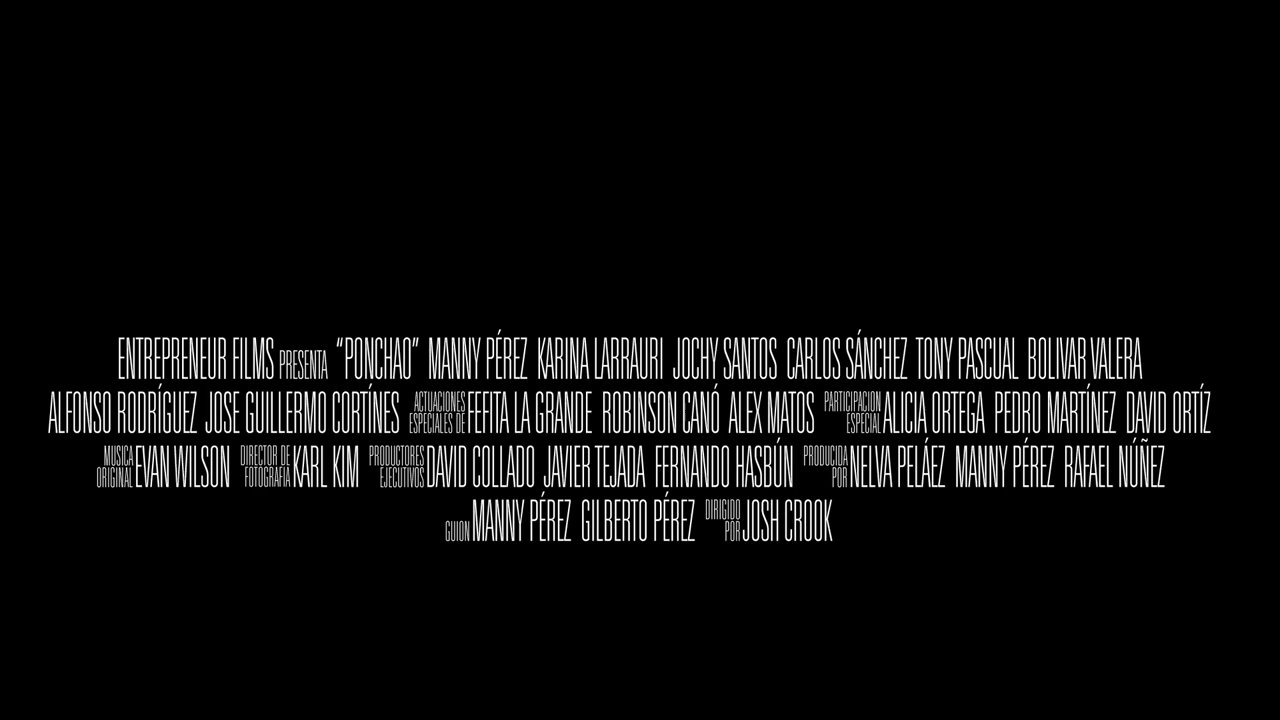 ENTREPRENEUR FILMS PRESENTA "PONCHAO" MANNY PÉREZ KARINA LARRAURI JOCHY SANTOS CARLOS SÁNCHEZ TONY PASCUAL BOLIVAR VALERA
ALFONSO RODRÍGUEZ JOSE GUILLERMO CORTÍNES ACTUACIONES ESPECIALES DE FEFITA LA GRANDE ROBINSON CANÓ ALEX MATOS PARTICIPACION ESPECIAL ALICIA ORTEGA PEDRO MARTÍNEZ DAVID ORTÍZ
MUSICA ORIGINAL EVAN WILSON DIRECTOR DE FOTOGRAFIA KARL KIM PRODUCTORES EJECUTIVOS DAVID COLLADO JAVIER TEJADA FERNANDO HASBÚN PRODUCIDA POR NELVA PELÁEZ MANNY PÉREZ RAFAEL NÚÑEZ
GUION MANNY PÉREZ GILBERTO PÉREZ DIRIGIDO POR JOSH CROOK